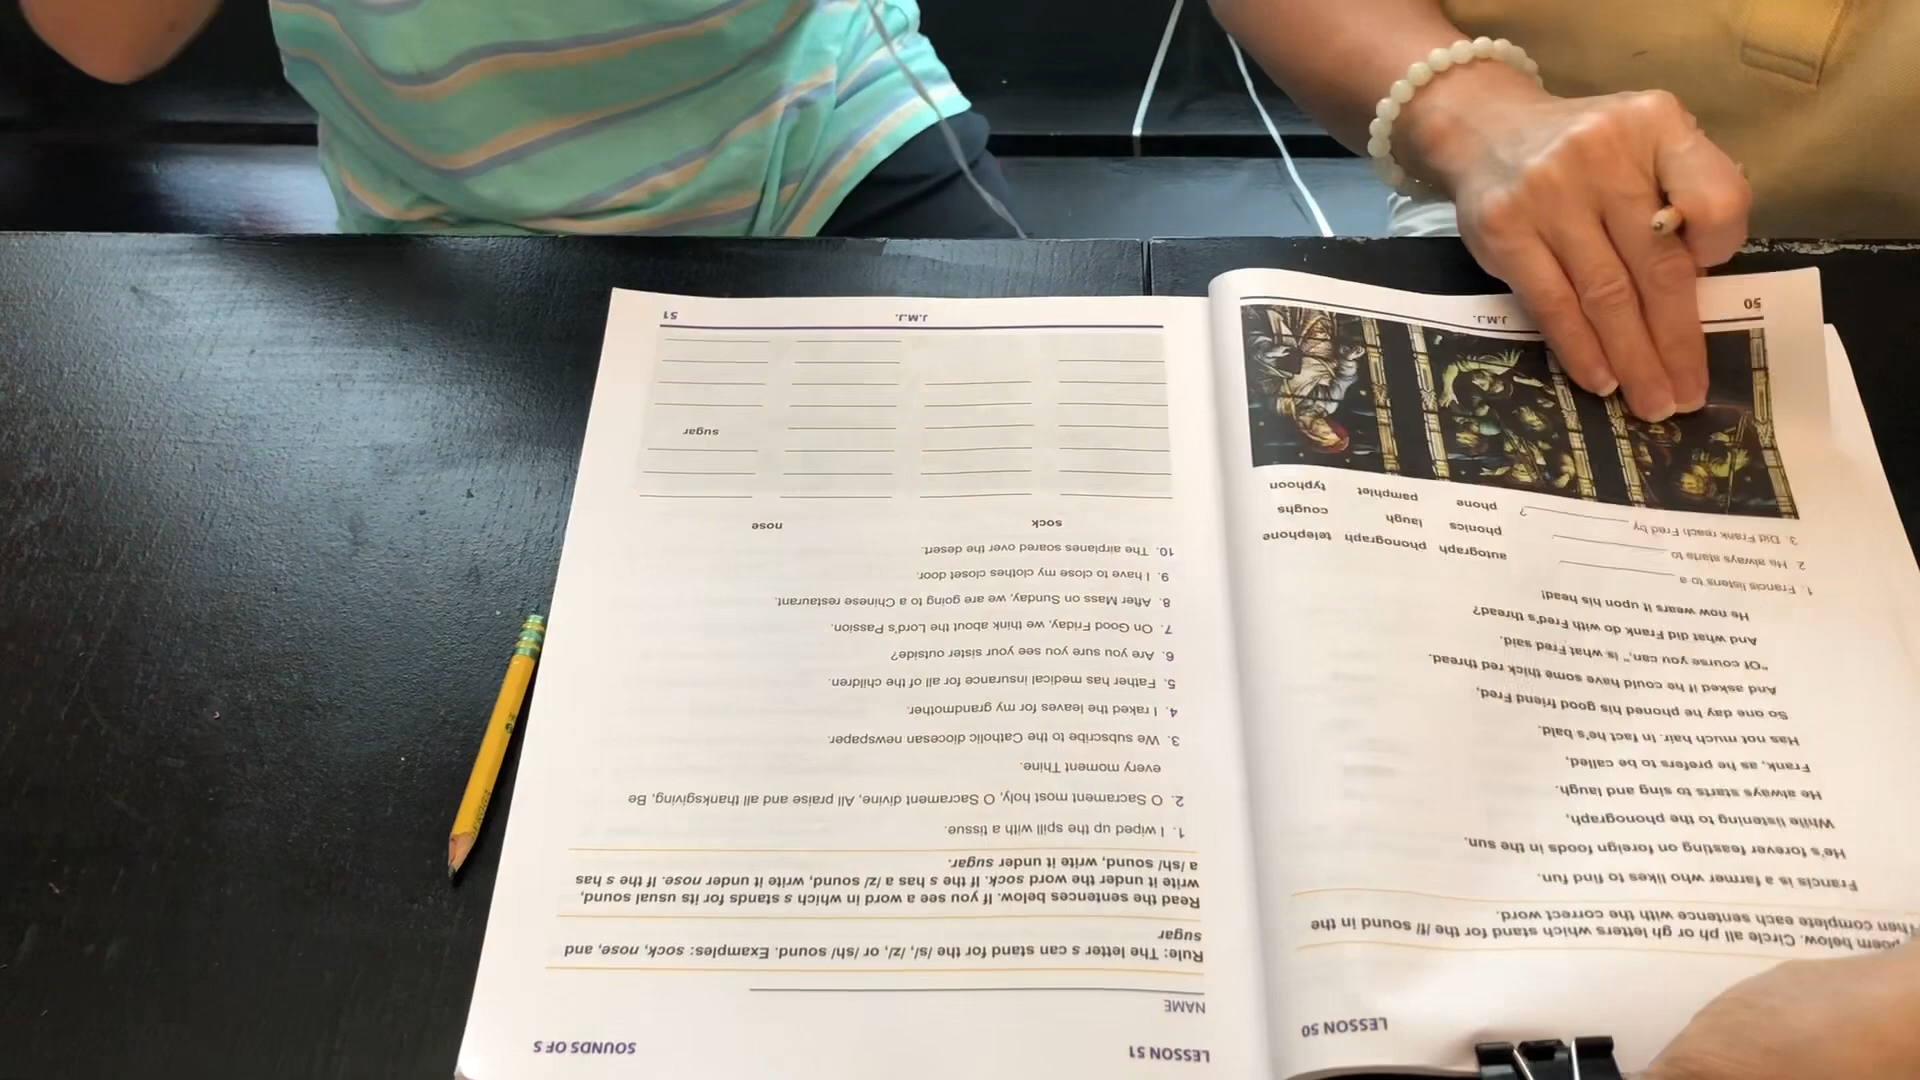 LESSON 50
poem below. Circle all ph or gh letters which stand for the /f/ sound in the
Then complete each sentence with the correct word.
Francis is a farmer who likes to find fun.
He's forever feasting on foreign foods in the sun.
While listening to the phonograph,
He always starts to sing and laugh.
Frank, as he prefers to be called,
Has not much hair. In fact he's bald.
So one day he phoned his good friend Fred,
And asked if he could have some thick red thread.
"Of course you can," is what Fred said.
And what did Frank do with Fred's thread?
He now wears it upon his head!
1. Francis listens to a
2. He always starts to
3. Did Frank reach Fred by ?
autograph phonograph telephone
phonics laugh coughs
phone pamphlet typhoon
50 J.M.J.
LESSON 51 SOUNDS OF S
NAME
Rule: The letter s can stand for the /s/, /z/, or /sh/ sound. Examples: sock, nose, and
sugar
Read the sentences below. If you see a word in which s stands for its usual sound,
write it under the word sock. If the s has a /z/ sound, write it under nose. If the s has
a /sh/ sound, write it under sugar.
1. I wiped up the spill with a tissue.
2. O Sacrament most holy, O Sacrament divine, All praise and all thanksgiving, Be
every moment Thine.
3. We subscribe to the Catholic diocesan newspaper.
4. I raked the leaves for my grandmother.
5. Father has medical insurance for all of the children.
6. Are you sure you see your sister outside?
7. On Good Friday, we think about the Lord's Passion.
8. After Mass on Sunday, we are going to a Chinese restaurant.
9. I have to close my clothes closet door.
10. The airplanes soared over the desert.
sock nose
sugar
J.M.J. 51